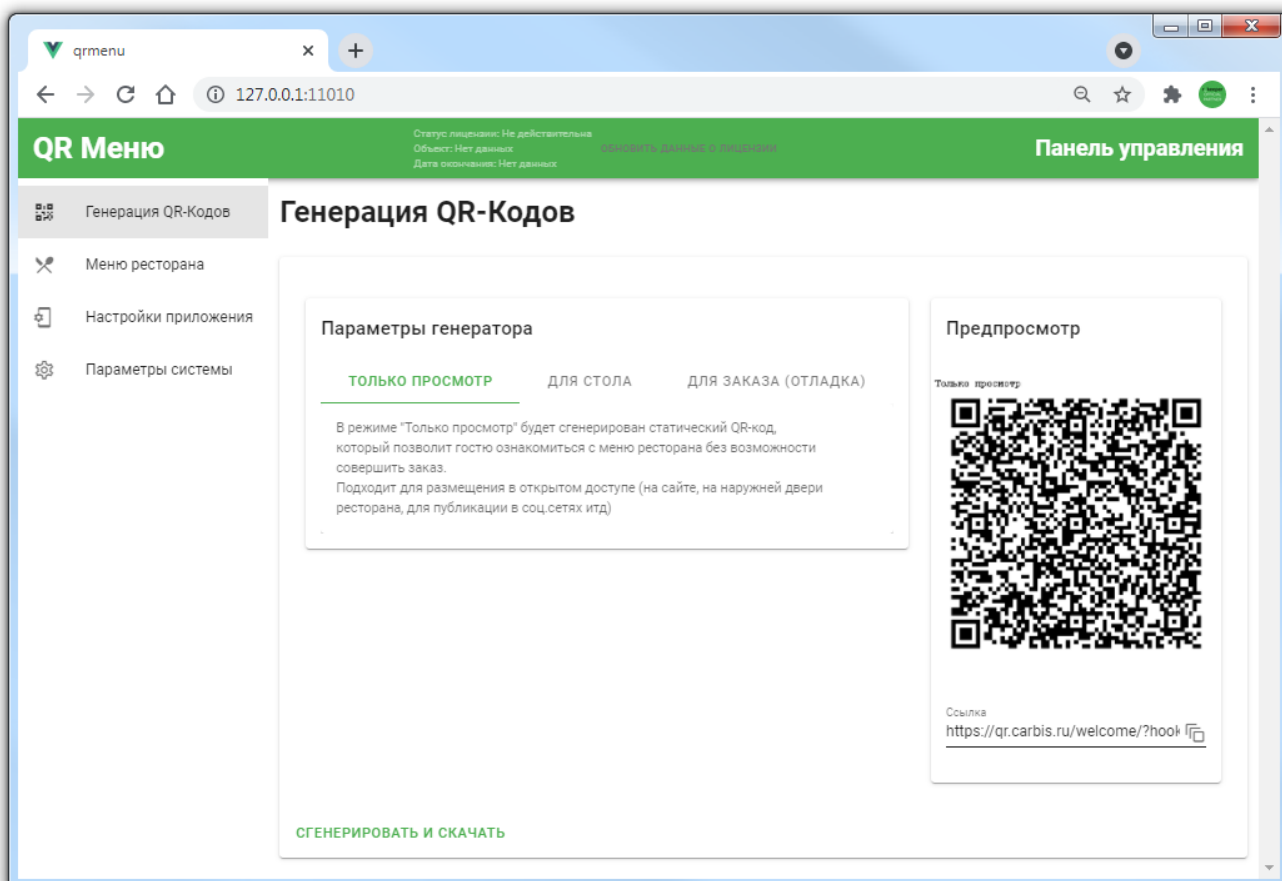 qrmenu
127.0.0.1:11010
QR Меню
Статус лицензии: Не действительна
Объект: Нет данных
Дата окончания: Нет данных
ОБНОВИТЬ ДАННЫЕ О ЛИЦЕНЗИИ
Панель управления
Генерация QR-Кодов
Меню ресторана
Настройки приложения
Параметры системы
Генерация QR-Кодов
Параметры генератора
ТОЛЬКО ПРОСМОТР
ДЛЯ СТОЛА
ДЛЯ ЗАКАЗА (ОТЛАДКА)
В режиме "Только просмотр" будет сгенерирован статический QR-код,
который позволит гостю ознакомиться с меню ресторана без возможности
совершить заказ.
Подходит для размещения в открытом доступе (на сайте, на наружней двери
ресторана, для публикации в соц.сетях итд)
Предпросмотр
Только просмотр
Ссылка
https://qr.carbis.ru/welcome/?hook
СГЕНЕРИРОВАТЬ И СКАЧАТЬ